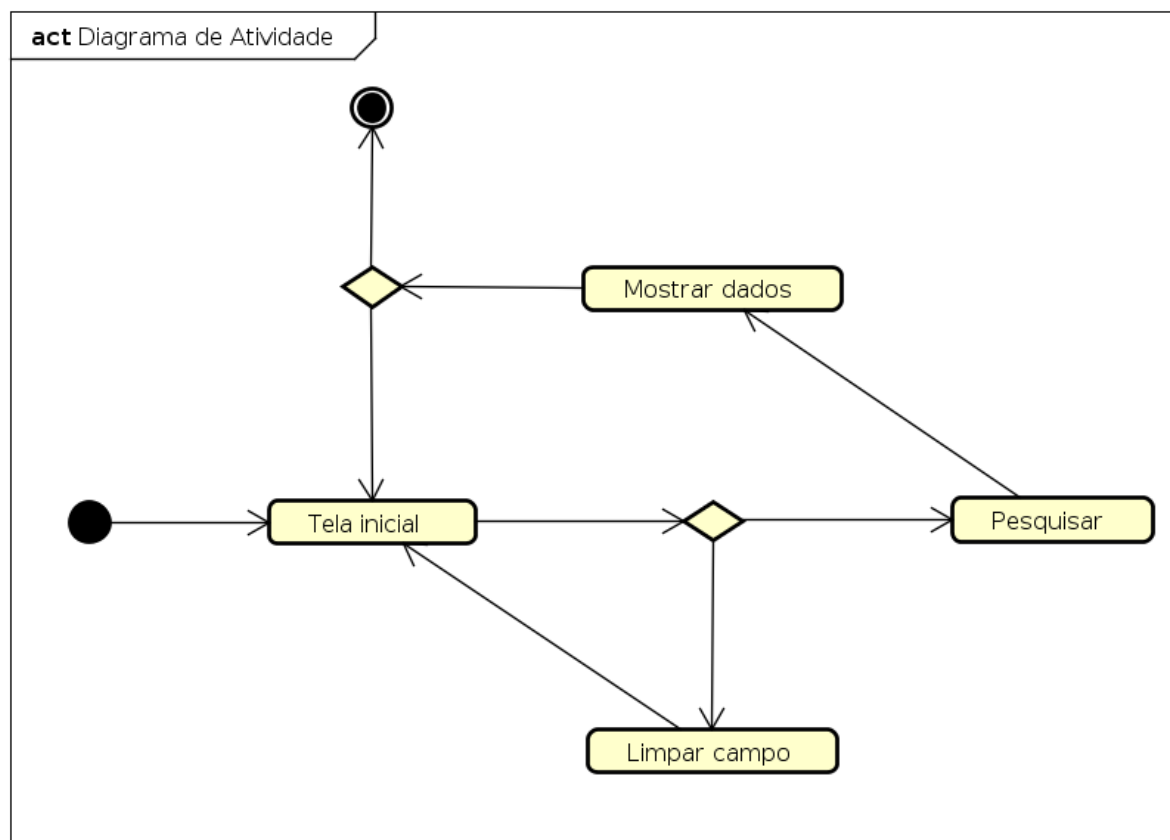 act Diagrama de Atividade
Mostrar dados
Tela inicial
Pesquisar
Limpar campo